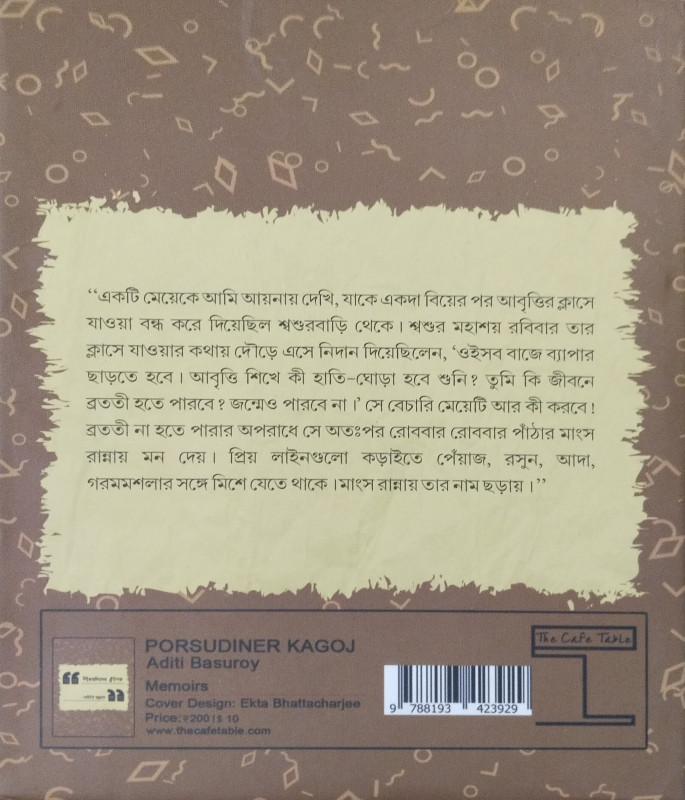 “একটি মেয়েকে আমি আয়নায় দেখি, যাকে একদা বিয়ের পর আবৃত্তির ক্লাসে
যাওয়া বন্ধ করে দিয়েছিল শ্বশুরবাড়ি থেকে। শ্বশুর মহাশয় রবিবার তার
ক্লাসে যাওয়ার কথায় দৌড়ে এসে নিদান দিয়েছিলেন, ‘ওইসব বাজে ব্যাপার
ছাড়তে হবে। আবৃত্তি শিখে কী হাতি-ঘোড়া হবে শুনি? তুমি কি জীবনে
ব্রততী হতে পারবে? জন্মেও পারবে না।’ সে বেচারি মেয়েটি আর কী করবে!
ব্রততী না হতে পারার অপরাধে সে অতঃপর রোববার রোববার পাঁঠার মাংস
রান্নায় মন দেয়। প্রিয় লাইনগুলো কড়াইতে পেঁয়াজ, রসুন, আদা,
গরমমশলার সঙ্গে মিশে যেতে থাকে। মাংস রান্নায় তার নাম ছড়ায়।”
PORSUDINER KAGOJ
Aditi Basuroy
Memoirs
Cover Design: Ekta Bhattacharjee
Price: ₹200 | $ 10
www.thecafetable.com
9 788193 423929
The Cafe Table